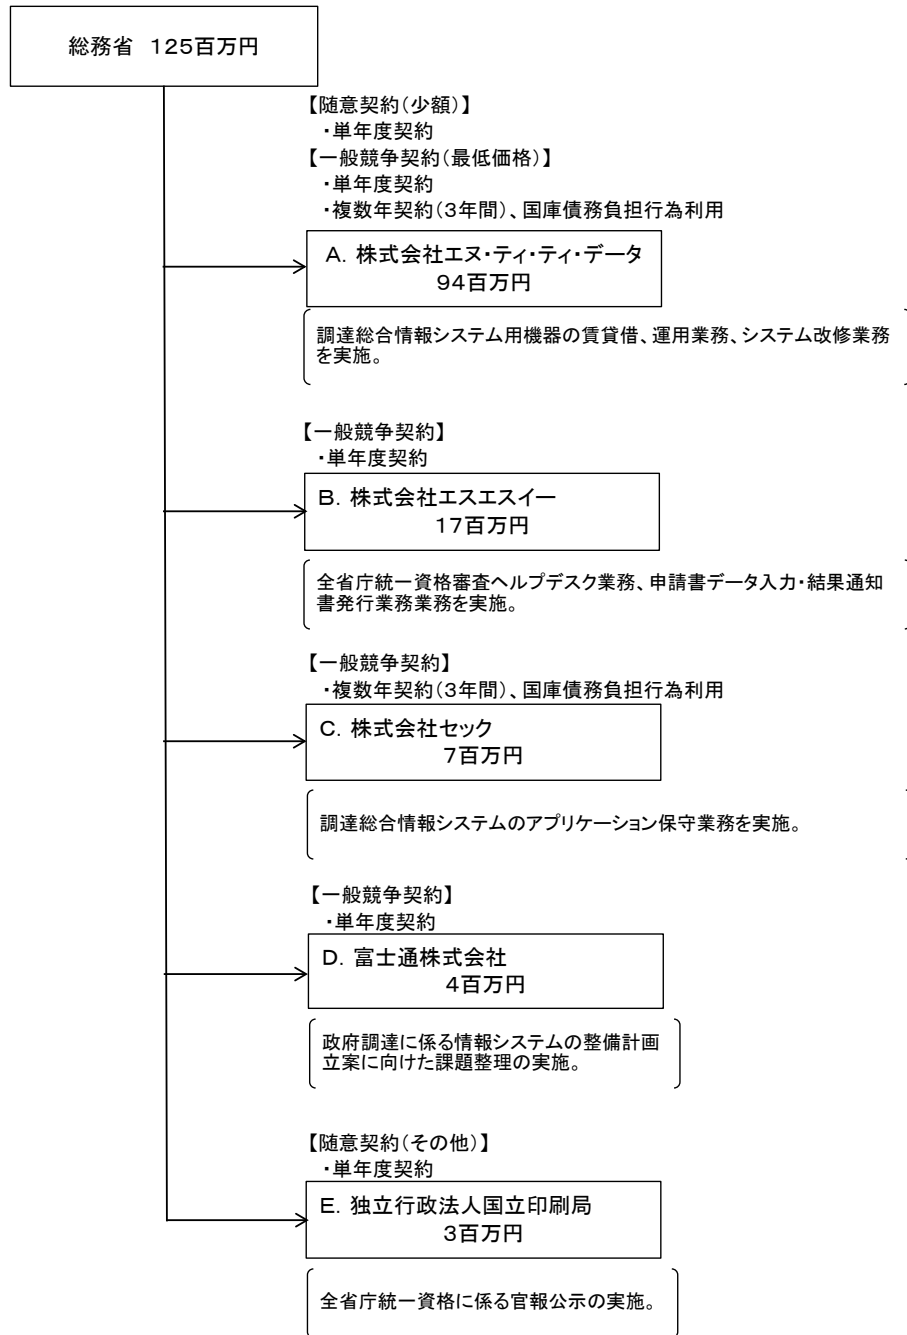 総務省　125百万円
【随意契約(少額)】
・単年度契約
【一般競争契約(最低価格)】
・単年度契約
・複数年契約(3年間)、国庫債務負担行為利用
A. 株式会社エヌ・ティ・ティ・データ
94百万円
調達総合情報システム用機器の賃貸借、運用業務、システム改修業務
を実施。
【一般競争契約】
・単年度契約
B. 株式会社エスエスイー
17百万円
全省庁統一資格審査ヘルプデスク業務、申請書データ入力・結果通知
書発行業務業務を実施。
【一般競争契約】
・複数年契約(3年間)、国庫債務負担行為利用
C. 株式会社セック
7百万円
調達総合情報システムのアプリケーション保守業務を実施。
【一般競争契約】
・単年度契約
D. 富士通株式会社
4百万円
政府調達に係る情報システムの整備計画
立案に向けた課題整理の実施。
【随意契約(その他)】
・単年度契約
E. 独立行政法人国立印刷局
3百万円
全省庁統一資格に係る官報公示の実施。